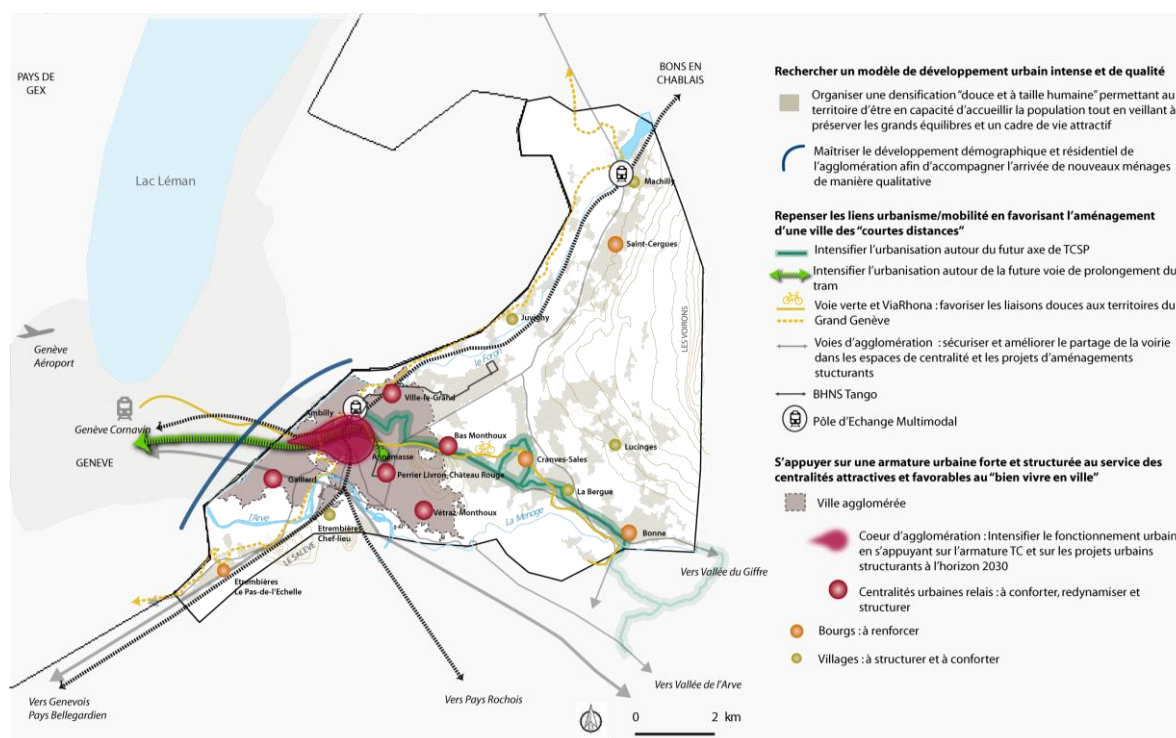 PAYS DE
GEX
Lac Léman
BONS EN
CHABLAIS
Machilly
Saint-Cergues
Juvigny
le Foron
LES VOIRONS
Genève
Aéroport
Genève Cornavin
GENEVE
Ambilly
Ville-le-Grand
Annemasse
Bas Monthoux
Perrier Livron, Château Rouge
Gaillard
Vétraz-Monthoux
Cranves-Sales
Lucinges
La Bergue
Bonne
l'Arve
La Menoge
Etrembières
Chef-lieu
LE SALEVE
Etrembières
Le Pas-de-l'Echelle
Vers Vallée du Giffre
Vers Vallée de l'Arve
Vers Pays Rochois
Vers Genevois
Pays Bellegardien
0 2 km
Rechercher un modèle de développement urbain intense et de qualité
Organiser une densification "douce et à taille humaine" permettant au
territoire d'être en capacité d'accueillir la population tout en veillant à
préserver les grands équilibres et un cadre de vie attractif
Maîtriser le développement démographique et résidentiel de
l'agglomération afin d'accompagner l'arrivée de nouveaux ménages
de manière qualitative
Repenser les liens urbanisme/mobilité en favorisant l'aménagement
d'une ville des "courtes distances"
Intensifier l'urbanisation autour du futur axe de TCSP
Intensifier l'urbanisation autour de la future voie de prolongement du
tram
Voie verte et ViaRhona : favoriser les liaisons douces aux territoires du
Grand Genève
Voies d'agglomération : sécuriser et améliorer le partage de la voirie
dans les espaces de centralité et les projets d'aménagements
stucturants
BHNS Tango
Pôle d'Echange Multimodal
S'appuyer sur une armature urbaine forte et structurée au service des
centralités attractives et favorables au "bien vivre en ville"
Ville agglomérée
Coeur d'agglomération : Intensifier le fonctionnement urbain
en s'appuyant sur l'armature TC et sur les projets urbains
structurants à l'horizon 2030
Centralités urbaines relais : à conforter, redynamiser et
structurer
Bourgs : à renforcer
Villages : à structurer et à conforter